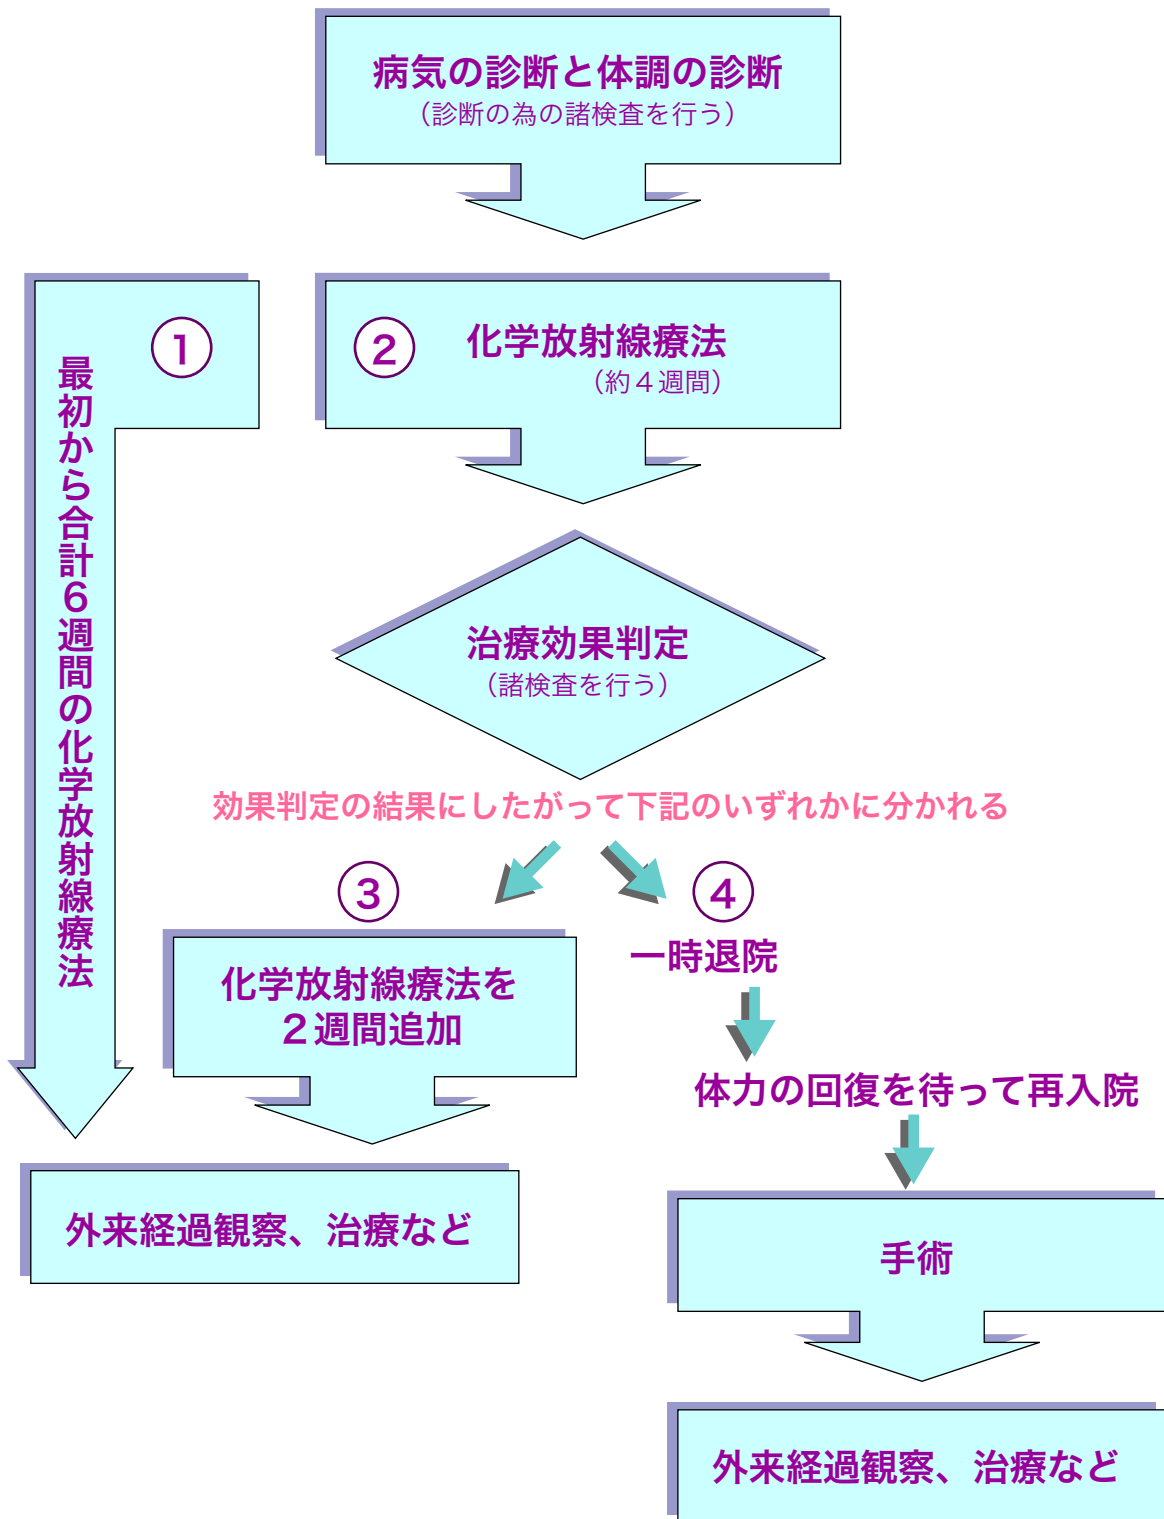 病気の診断と体調の診断
（診断の為の諸検査を行う）
①
最初から合計６週間の化学放射線療法
②
化学放射線療法
（約４週間）
治療効果判定
（諸検査を行う）
効果判定の結果にしたがって下記のいずれかに分かれる
③
化学放射線療法を
２週間追加
外来経過観察、治療など
④
一時退院
体力の回復を待って再入院
手術
外来経過観察、治療など